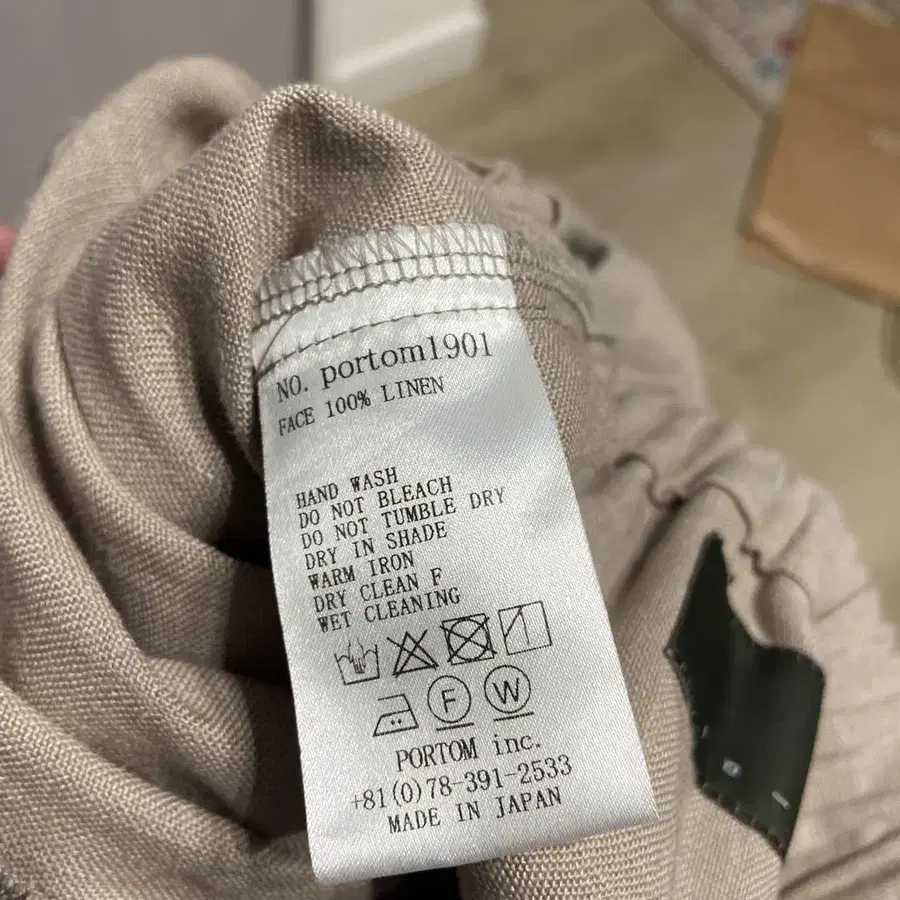 NO. portom1901
FACE 100% LINEN
HAND WASH
DO NOT BLEACH
DO NOT TUMBLE DRY
DRY IN SHADE
WARM IRON
DRY CLEAN F
WET CLEANING
F W
PORTOM inc.
+81(0)78-391-2533
MADE IN JAPAN